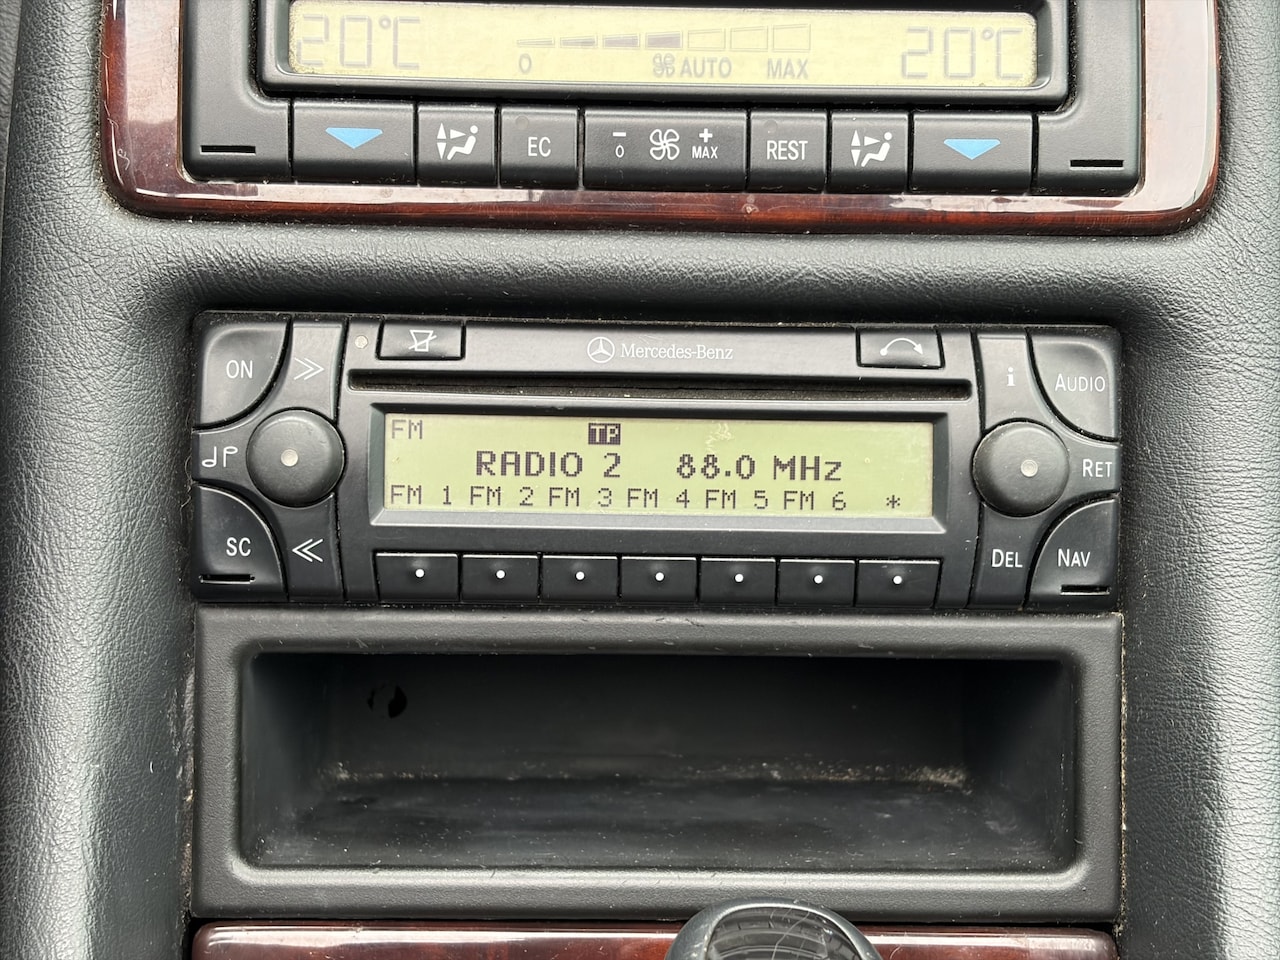 20°C 20°C
0 AUTO MAX
EC - 0 + MAX REST
ON Mercedes-Benz i AUDIO
FM TP
RADIO 2 88.0 MHz
FM 1 FM 2 FM 3 FM 4 FM 5 FM 6 *
RET
SC DEL NAV